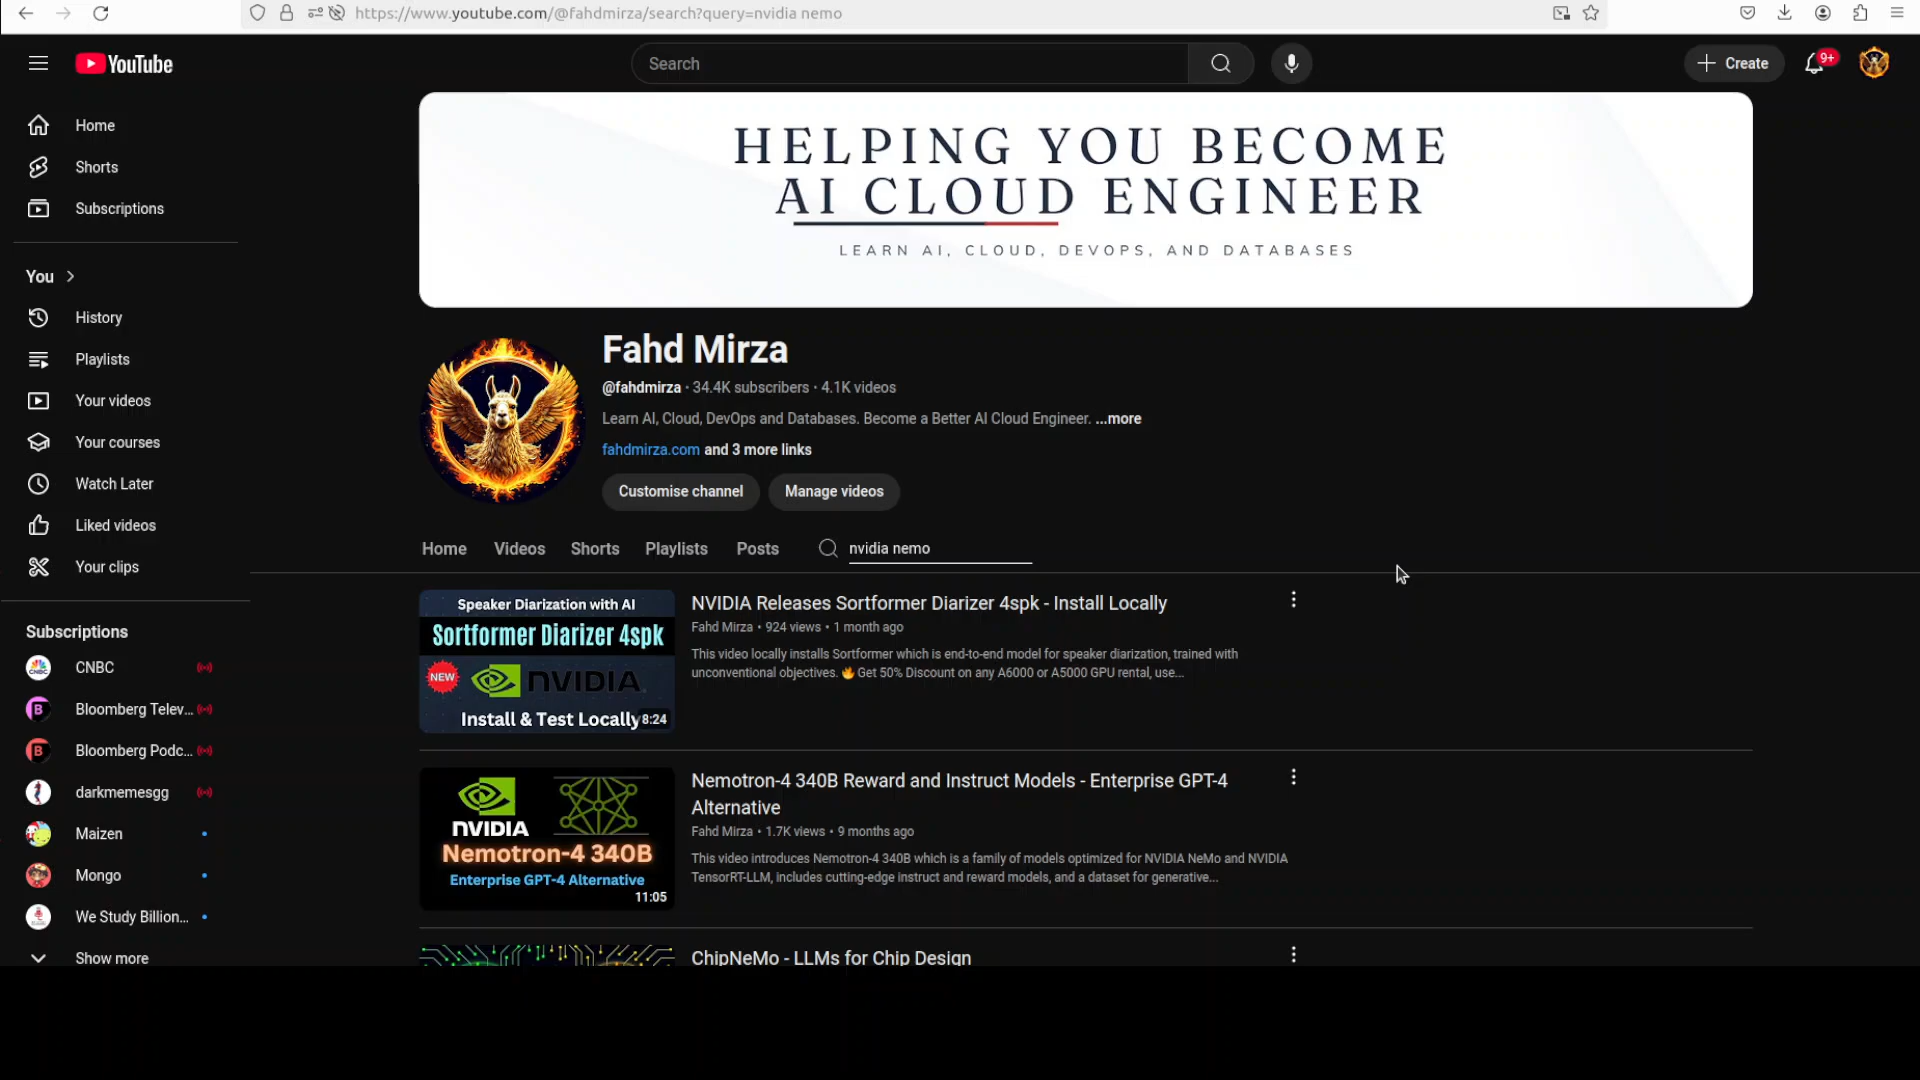 https://www.youtube.com/@fahdmirza/search?query=nvidia nemo
YouTube
Search
Create
9+
Home
Shorts
Subscriptions
You
History
Playlists
Your videos
Your courses
Watch Later
Liked videos
Your clips
Subscriptions
CNBC
Bloomberg Telev...
Bloomberg Podc...
darkmemesgg
Maizen
Mongo
We Study Billion...
Show more
HELPING YOU BECOME
AI CLOUD ENGINEER
LEARN AI, CLOUD, DEVOPS, AND DATABASES
Fahd Mirza
@fahdmirza · 34.4K subscribers · 4.1K videos
Learn AI, Cloud, DevOps and Databases. Become a Better AI Cloud Engineer. ...more
fahdmirza.com and 3 more links
Customise channel
Manage videos
Home
Videos
Shorts
Playlists
Posts
nvidia nemo
Speaker Diarization with AI
Sortformer Diarizer 4spk
NEW
NVIDIA
Install & Test Locally
8:24
NVIDIA Releases Sortformer Diarizer 4spk - Install Locally
Fahd Mirza • 924 views • 1 month ago
This video locally installs Sortformer which is end-to-end model for speaker diarization, trained with
unconventional objectives. 🔥 Get 50% Discount on any A6000 or A5000 GPU rental, use...
NVIDIA
Nemotron-4 340B
Enterprise GPT-4 Alternative
11:05
Nemotron-4 340B Reward and Instruct Models - Enterprise GPT-4
Alternative
Fahd Mirza • 1.7K views • 9 months ago
This video introduces Nemotron-4 340B which is a family of models optimized for NVIDIA NeMo and NVIDIA
TensorRT-LLM, includes cutting-edge instruct and reward models, and a dataset for generative...
ChipNeMo - LLMs for Chip Design